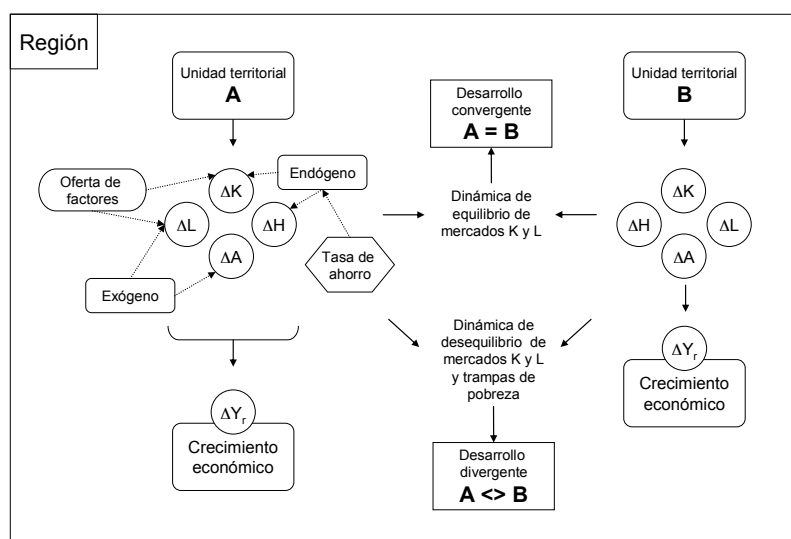 Región
Unidad territorial
A
Oferta de
factores
ΔK
ΔL
ΔH
ΔA
Endógeno
Exógeno
Tasa de
ahorro
ΔYr
Crecimiento
económico
Desarrollo
convergente
A = B
Dinámica de
equilibrio de
mercados K y L
Dinámica de
desequilibrio de
mercados K y L
y trampas de
pobreza
Desarrollo
divergente
A <> B
Unidad territorial
B
ΔK
ΔH
ΔL
ΔA
ΔYr
Crecimiento
económico